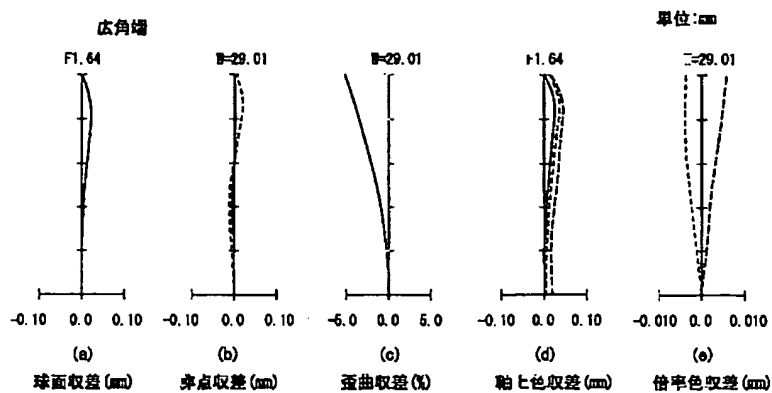 広角端
単位:mm
F1.64 W=29.01 W=29.01 F1.64 W=29.01
-0.10 0.0 0.10 -0.10 0.0 0.10 -5.0 0.0 5.0 -0.10 0.0 0.10 -0.010 0.0 0.010
(a) (b) (c) (d) (e)
球面収差(mm) 非点収差(mm) 歪曲収差(%) 軸上色収差(mm) 倍率色収差(mm)